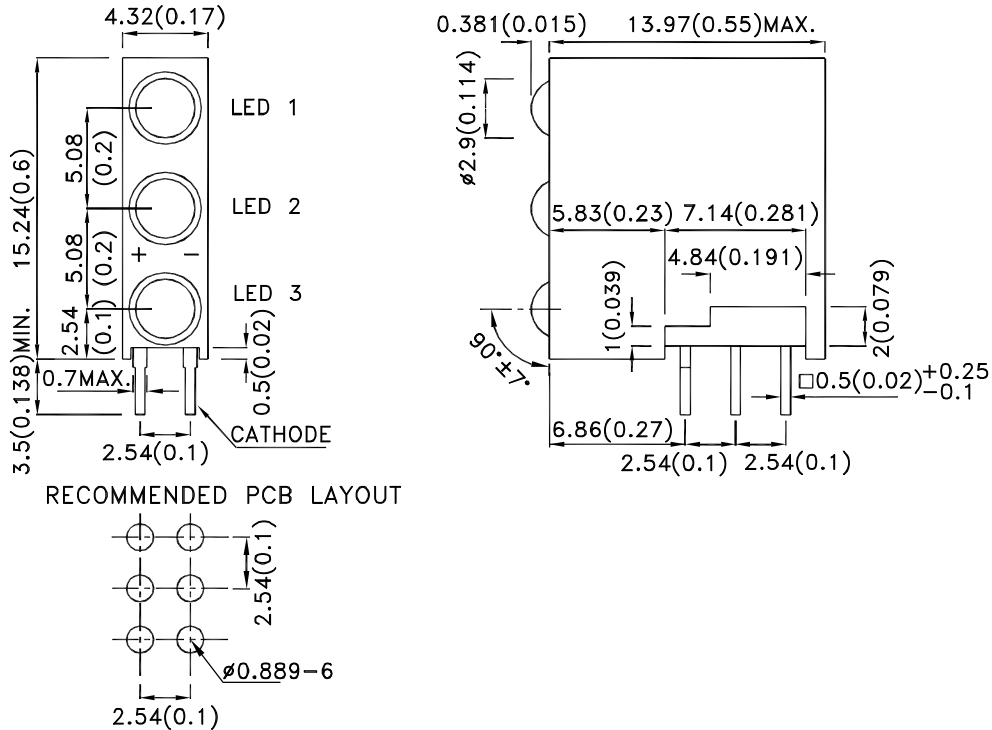 4.32(0.17)
LED 1
5.08
(0.2)
LED 2
5.08
(0.2)
+ −
LED 3
2.54
(0.1)
15.24(0.6)
3.5(0.138)MIN.
0.7MAX.
0.5(0.02)
CATHODE
2.54(0.1)
0.381(0.015)
13.97(0.55)MAX.
ø2.9(0.114)
5.83(0.23)
7.14(0.281)
4.84(0.191)
1(0.039)
2(0.079)
90°±7°
□0.5(0.02)+0.25
−0.1
6.86(0.27)
2.54(0.1)
2.54(0.1)
RECOMMENDED PCB LAYOUT
2.54(0.1)
ø0.889−6
2.54(0.1)